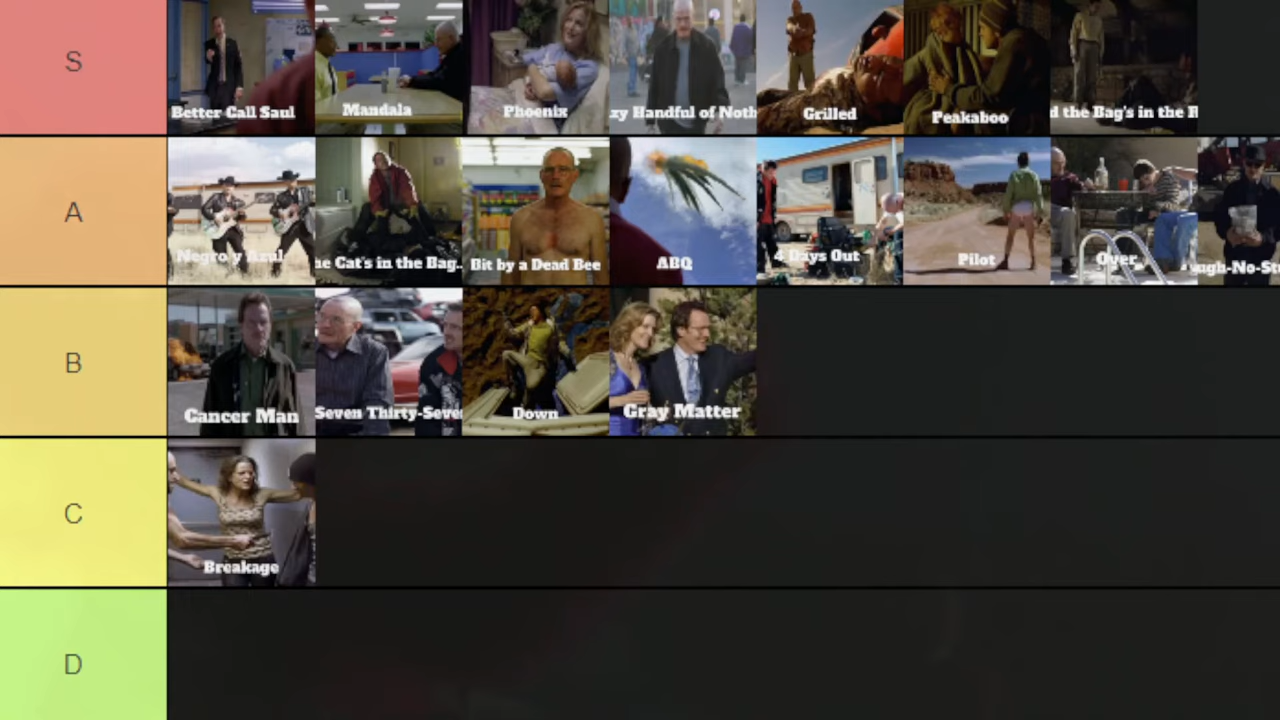 S
Better Call Saul
Mandala
Phoenix
zy Handful of Noth
Grilled
Peakaboo
d the Bag's in the R
A
Negro y Azul
he Cat's in the Bag..
Bit by a Dead Bee
ABQ
4 Days Out
Pilot
Over
ugh-No-Stu
B
Cancer Man
Seven Thirty-Seve
Down
Gray Matter
C
Breakage
D